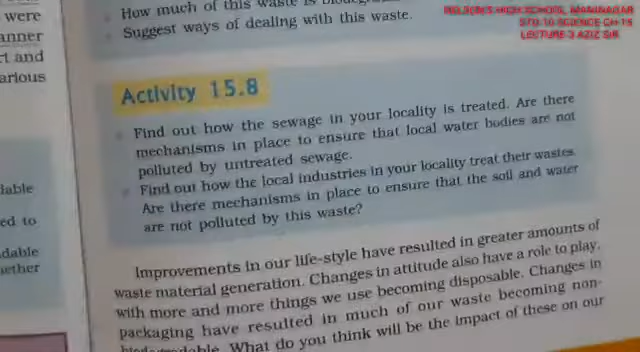 were
anner
rt and
arious
lable
ed to
dable
nether
How much of this waste is
Suggest ways of dealing with this waste.
M HIGH SCHOOL, MANINAGAR
STD 10 SCIENCE CH-15
LECTURE-3 AZIZ SIR
Activity 15.8
Find out how the sewage in your locality is treated. Are there
mechanisms in place to ensure that local water bodies are not
polluted by untreated sewage.
Find out how the local industries in your locality treat their wastes.
Are there mechanisms in place to ensure that the soil and water
are not polluted by this waste?
Improvements in our life-style have resulted in greater amounts of
waste material generation. Changes in attitude also have a role to play,
with more and more things we use becoming disposable. Changes in
packaging have resulted in much of our waste becoming non-
biodegradable. What do you think will be the impact of these on our